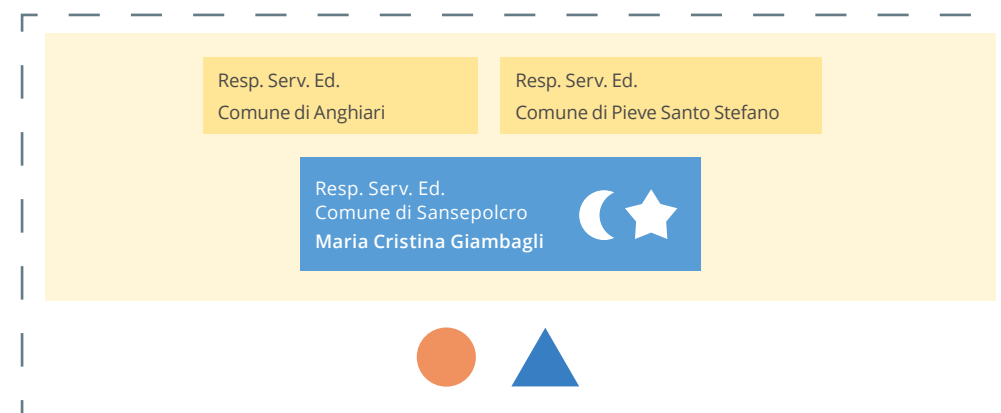 Resp. Serv. Ed.
Comune di Anghiari
Resp. Serv. Ed.
Comune di Pieve Santo Stefano
Resp. Serv. Ed.
Comune di Sansepolcro
Maria Cristina Giambagli